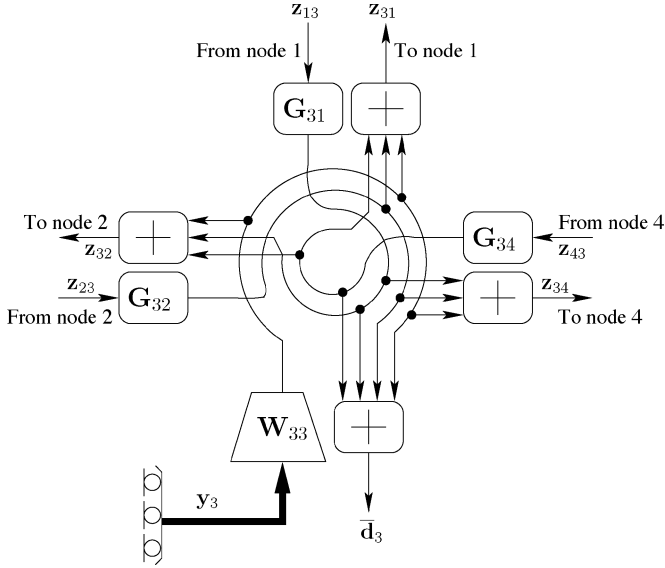 z13 z31
From node 1 To node 1
G31 +
To node 2 + G34 From node 4
z32 z43
z23 G32 + z34
From node 2 To node 4
W33 +
y3
d̅3